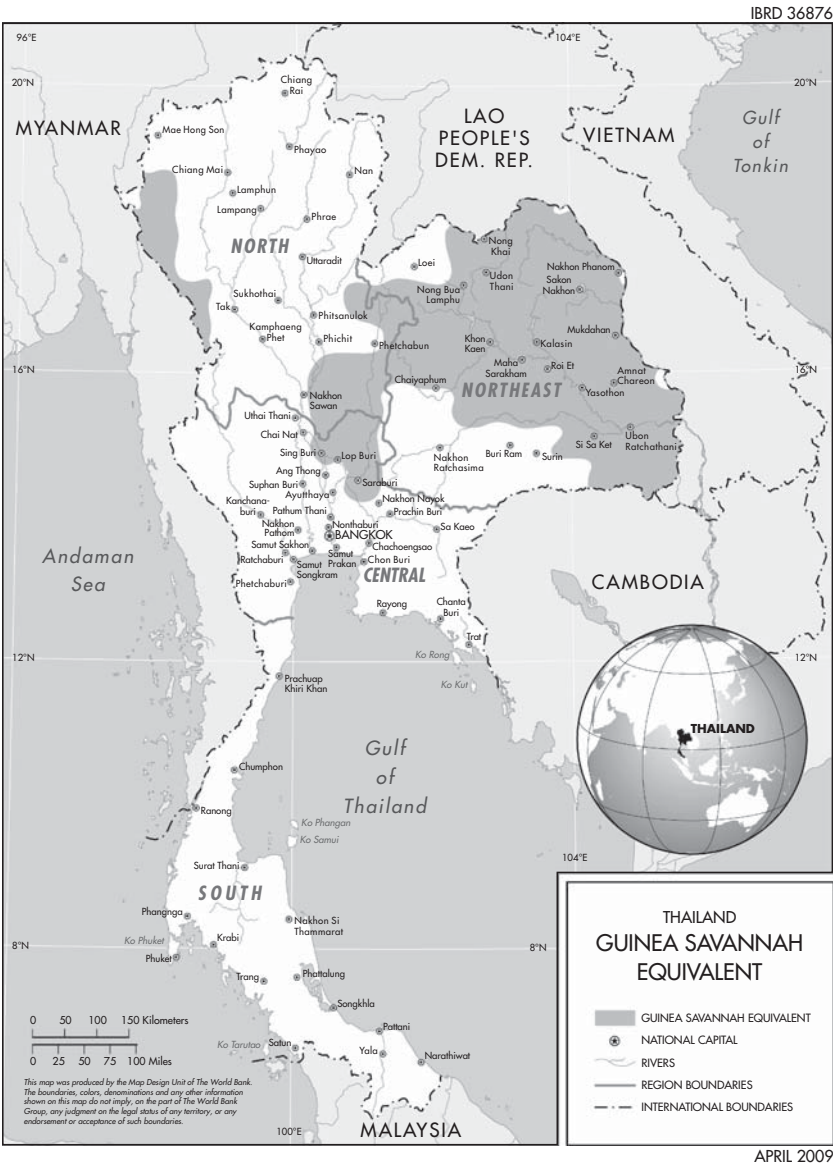 IBRD 36876
96°E
104°E
20°N
20°N
Chiang
Rai
MYANMAR
Mae Hong Son
LAO
PEOPLE'S
DEM. REP.
VIETNAM
Gulf
of
Tonkin
Phayao
Chiang Mai
Nan
Lamphun
Lampang
Phrae
NORTH
Uttaradit
Loei
Nong
Khai
Udon
Thani
Nakhon Phanom
Sakon
Nakhon
Nong Bua
Lamphu
Sukhothai
Tak
Phitsanulok
Kamphaeng
Phet
Phichit
Phetchabun
Khon
Kaen
Kalasin
Mukdahan
Maha
Sarakham
Roi Et
Amnat
Chareon
16°N
16°N
Chaiyaphum
NORTHEAST
Yasothon
Nakhon
Sawan
Uthai Thani
Chai Nat
Si Sa Ket
Ubon
Ratchathani
Sing Buri
Lop Buri
Nakhon
Ratchasima
Buri Ram
Surin
Ang Thong
Saraburi
Suphan Buri
Ayutthaya
Nakhon Nayok
Kanchana-
buri
Pathum Thani
Prachin Buri
Nakhon
Pathom
Nonthaburi
BANGKOK
Sa Kaeo
Samut Sakhon
Samut
Prakan
Chachoengsao
Ratchaburi
Samut
Songkram
Chon Buri
Phetchaburi
CENTRAL
Andaman
Sea
CAMBODIA
Rayong
Chanta
Buri
Trat
Ko Rong
Ko Kut
12°N
12°N
Prachuap
Khiri Khan
THAILAND
Gulf
of
Thailand
Chumphon
Ranong
Ko Phangan
Ko Samui
104°E
Surat Thani
SOUTH
Phangnga
Nakhon Si
Thammarat
Ko Phuket
Krabi
8°N
8°N
Phuket
Trang
Phattalung
Songkhla
Pattani
Ko Tarutao
Satun
Yala
Narathiwat
0 50 100 150 Kilometers
0 25 50 75 100 Miles
This map was produced by the Map Design Unit of The World Bank.
The boundaries, colors, denominations and any other information
shown on this map do not imply, on the part of The World Bank
Group, any judgment on the legal status of any territory, or any
endorsement or acceptance of such boundaries.
100°E
MALAYSIA
THAILAND
GUINEA SAVANNAH
EQUIVALENT
GUINEA SAVANNAH EQUIVALENT
NATIONAL CAPITAL
RIVERS
REGION BOUNDARIES
INTERNATIONAL BOUNDARIES
APRIL 2009